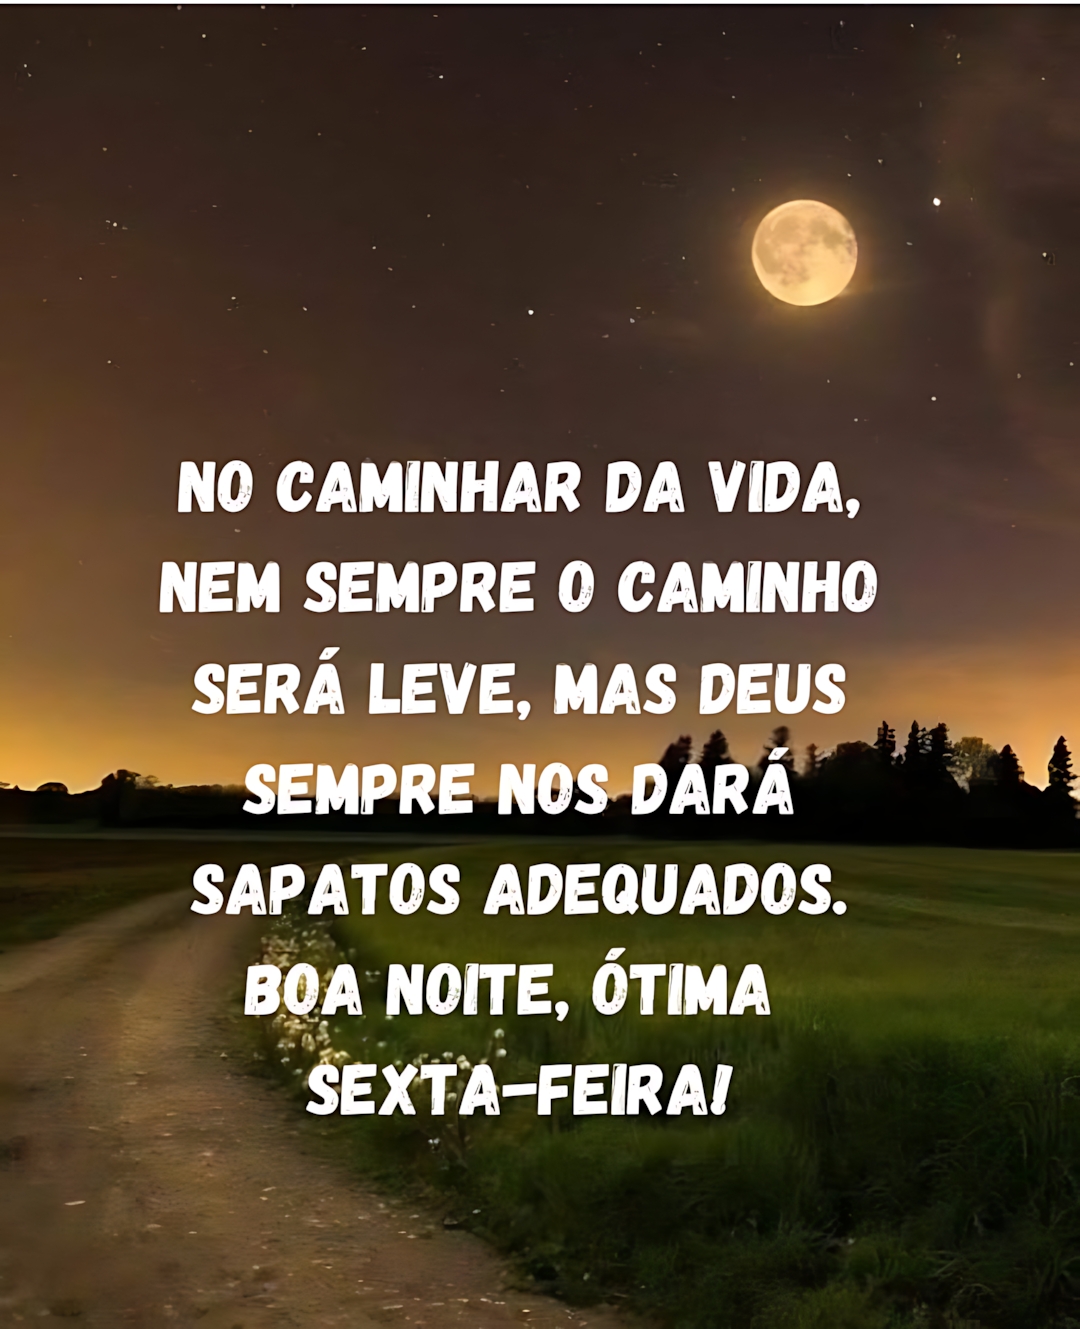 NO CAMINHAR DA VIDA,
NEM SEMPRE O CAMINHO
SERÁ LEVE, MAS DEUS
SEMPRE NOS DARÁ
SAPATOS ADEQUADOS.
BOA NOITE, ÓTIMA
SEXTA-FEIRA!